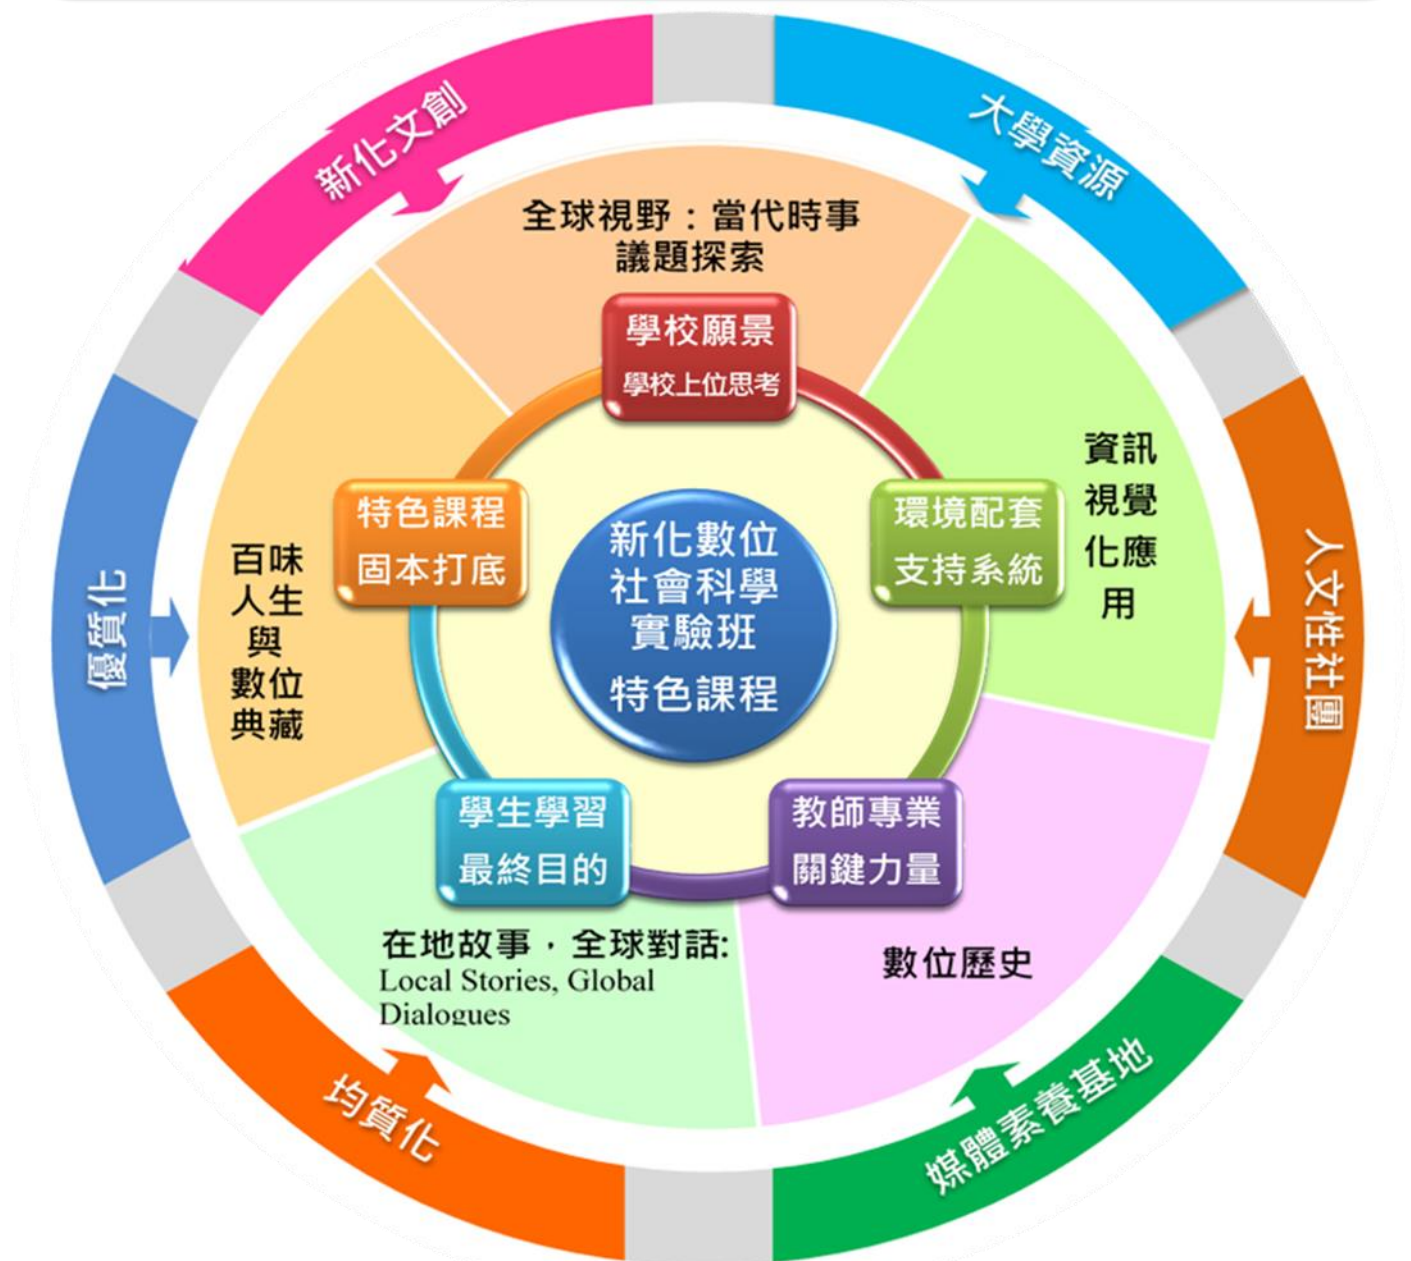 新化文創
大學資源
全球視野：當代時事
議題探索
學校願景
學校上位思考
特色課程
固本打底
環境配套
支持系統
資訊
視覺
化應
用
新化數位
社會科學
實驗班
特色課程
百味
人生
與
數位
典藏
優質化
人文性社團
學生學習
最終目的
教師專業
關鍵力量
在地故事，全球對話:
Local Stories, Global
Dialogues
數位歷史
均質化
媒體素養基地